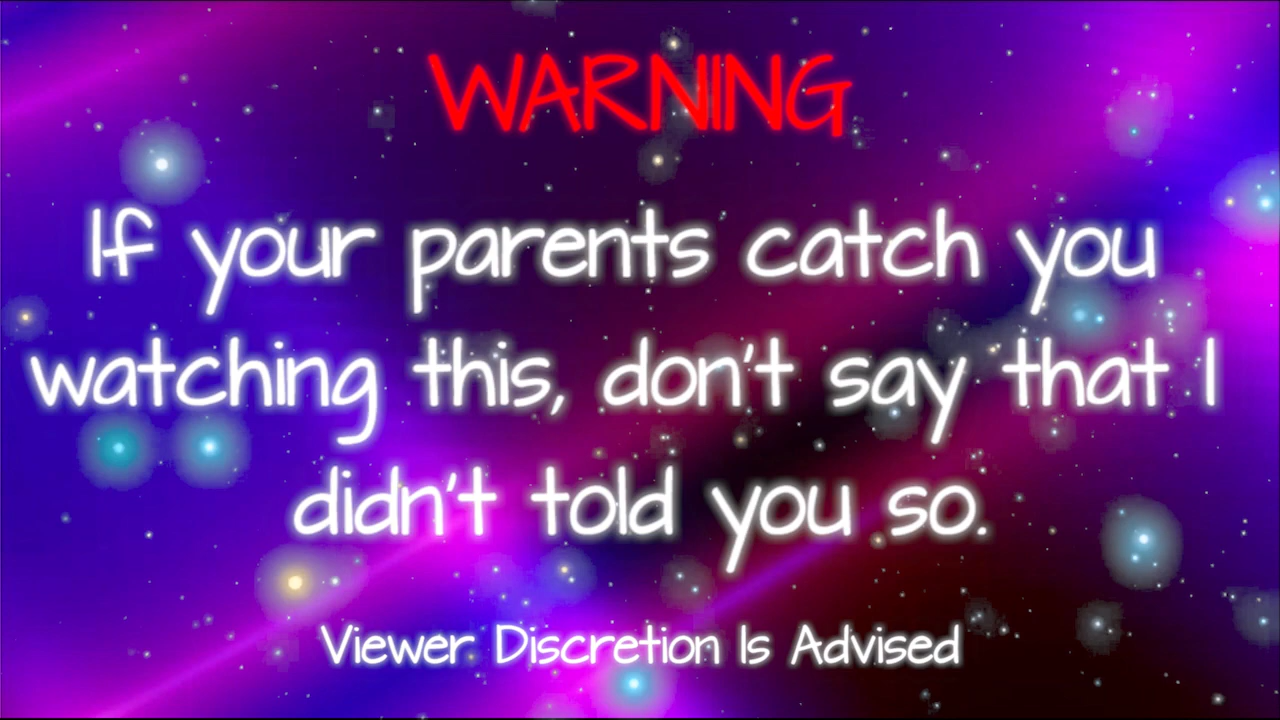 WARNING
If your parents catch you
watching this, don't say that I
didn't told you so.
Viewer Discretion Is Advised